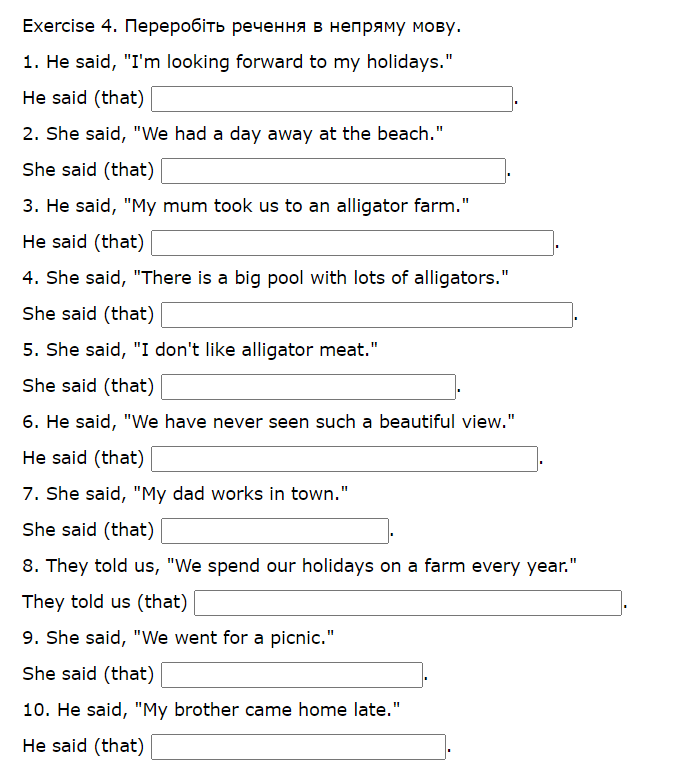 Exercise 4. Переробіть речення в непряму мову.
1. He said, "I'm looking forward to my holidays."
He said (that) .
2. She said, "We had a day away at the beach."
She said (that) .
3. He said, "My mum took us to an alligator farm."
He said (that) .
4. She said, "There is a big pool with lots of alligators."
She said (that) .
5. She said, "I don't like alligator meat."
She said (that) .
6. He said, "We have never seen such a beautiful view."
He said (that) .
7. She said, "My dad works in town."
She said (that) .
8. They told us, "We spend our holidays on a farm every year."
They told us (that) .
9. She said, "We went for a picnic."
She said (that) .
10. He said, "My brother came home late."
He said (that) .